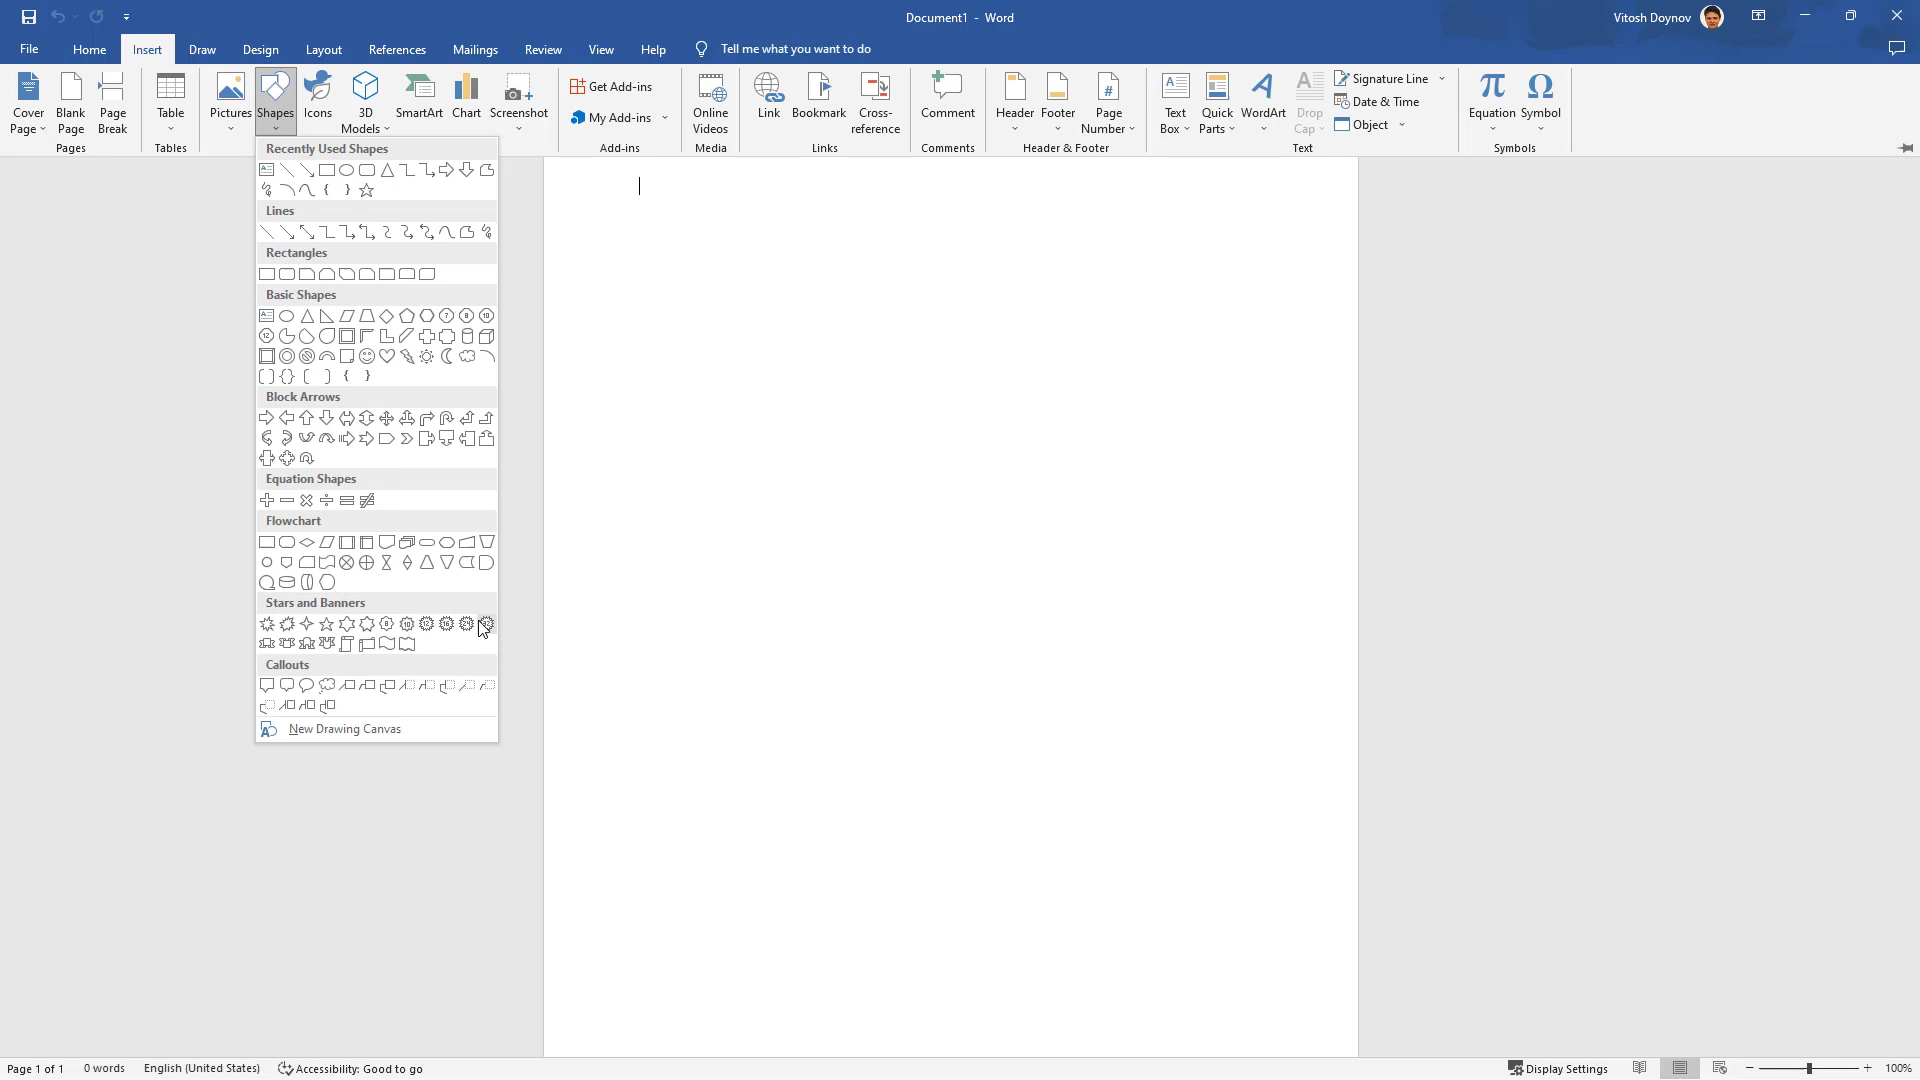 Document1 - Word
Vitosh Doynov
File Home Insert Draw Design Layout References Mailings Review View Help Tell me what you want to do
Cover Page
Blank Page
Page Break
Pages
Table
Tables
Pictures
Shapes
Icons
3D Models
SmartArt
Chart
Screenshot
Get Add-ins
My Add-ins
Add-ins
Online Videos
Media
Link
Bookmark
Cross-reference
Links
Comment
Comments
Header
Footer
Page Number
Header & Footer
Text Box
Quick Parts
WordArt
Drop Cap
Signature Line
Date & Time
Object
Text
Equation
Symbol
Symbols
Recently Used Shapes
Lines
Rectangles
Basic Shapes
Block Arrows
Equation Shapes
Flowchart
Stars and Banners
Callouts
New Drawing Canvas
Page 1 of 1 0 words English (United States) Accessibility: Good to go
Display Settings 100%